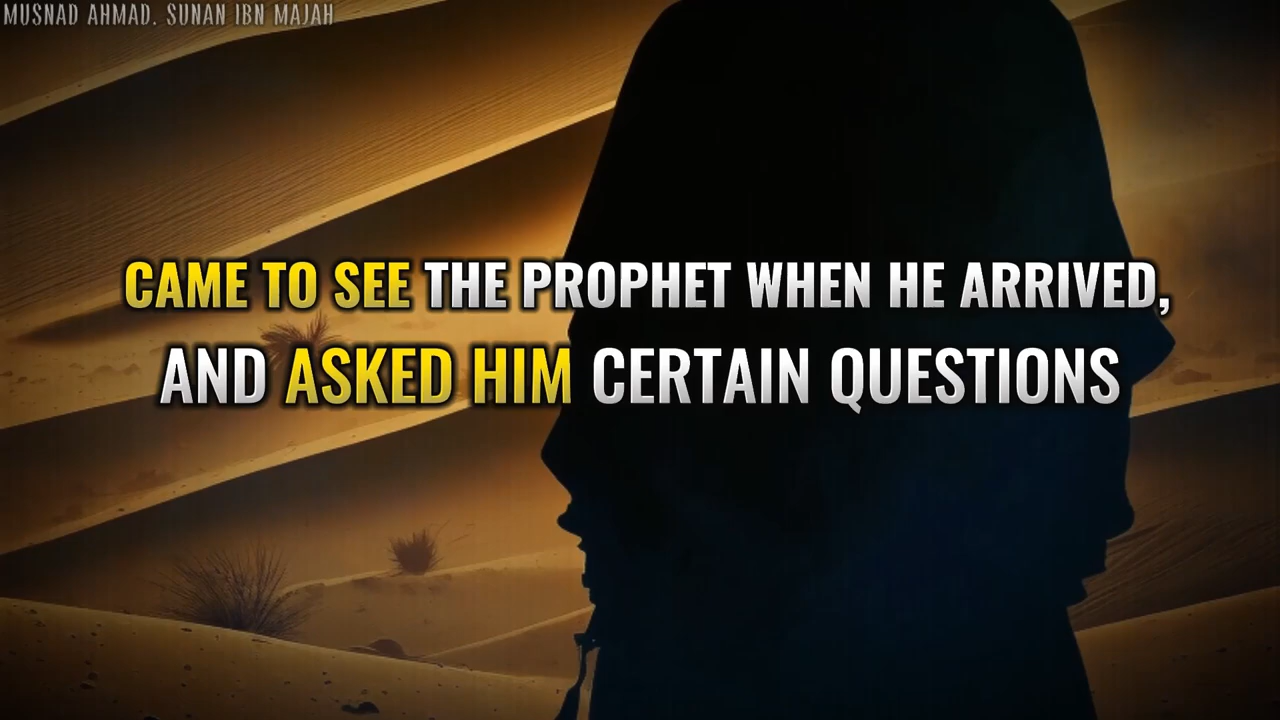 MUSNAD AHMAD. SUNAN IBN MAJAH
CAME TO SEE THE PROPHET WHEN HE ARRIVED,
AND ASKED HIM CERTAIN QUESTIONS